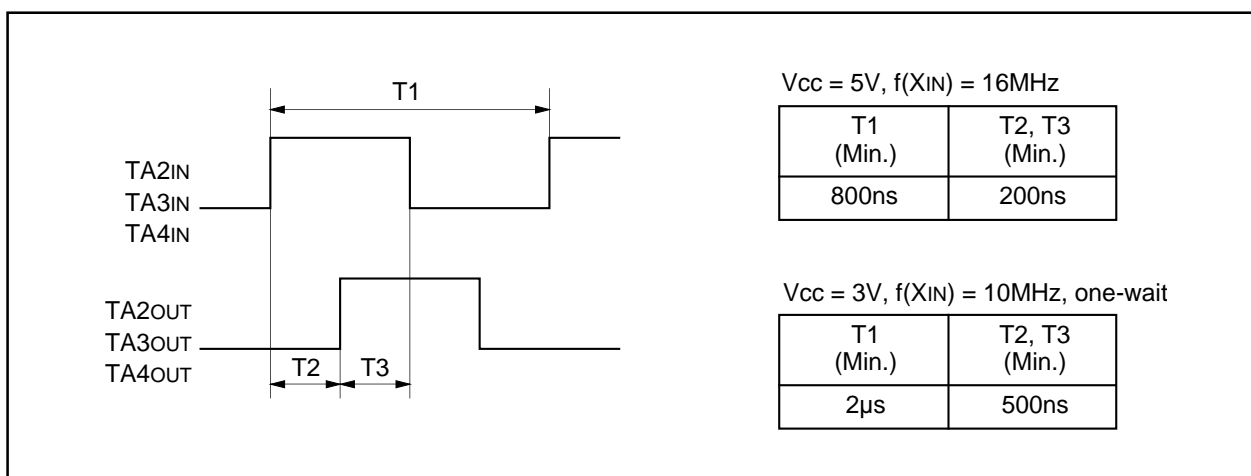 T1
TA2IN
TA3IN
TA4IN
TA2OUT
TA3OUT
TA4OUT
T2 T3
Vcc = 5V, f(XIN) = 16MHz
T1 T2, T3
(Min.) (Min.)
800ns 200ns
Vcc = 3V, f(XIN) = 10MHz, one-wait
T1 T2, T3
(Min.) (Min.)
2µs 500ns